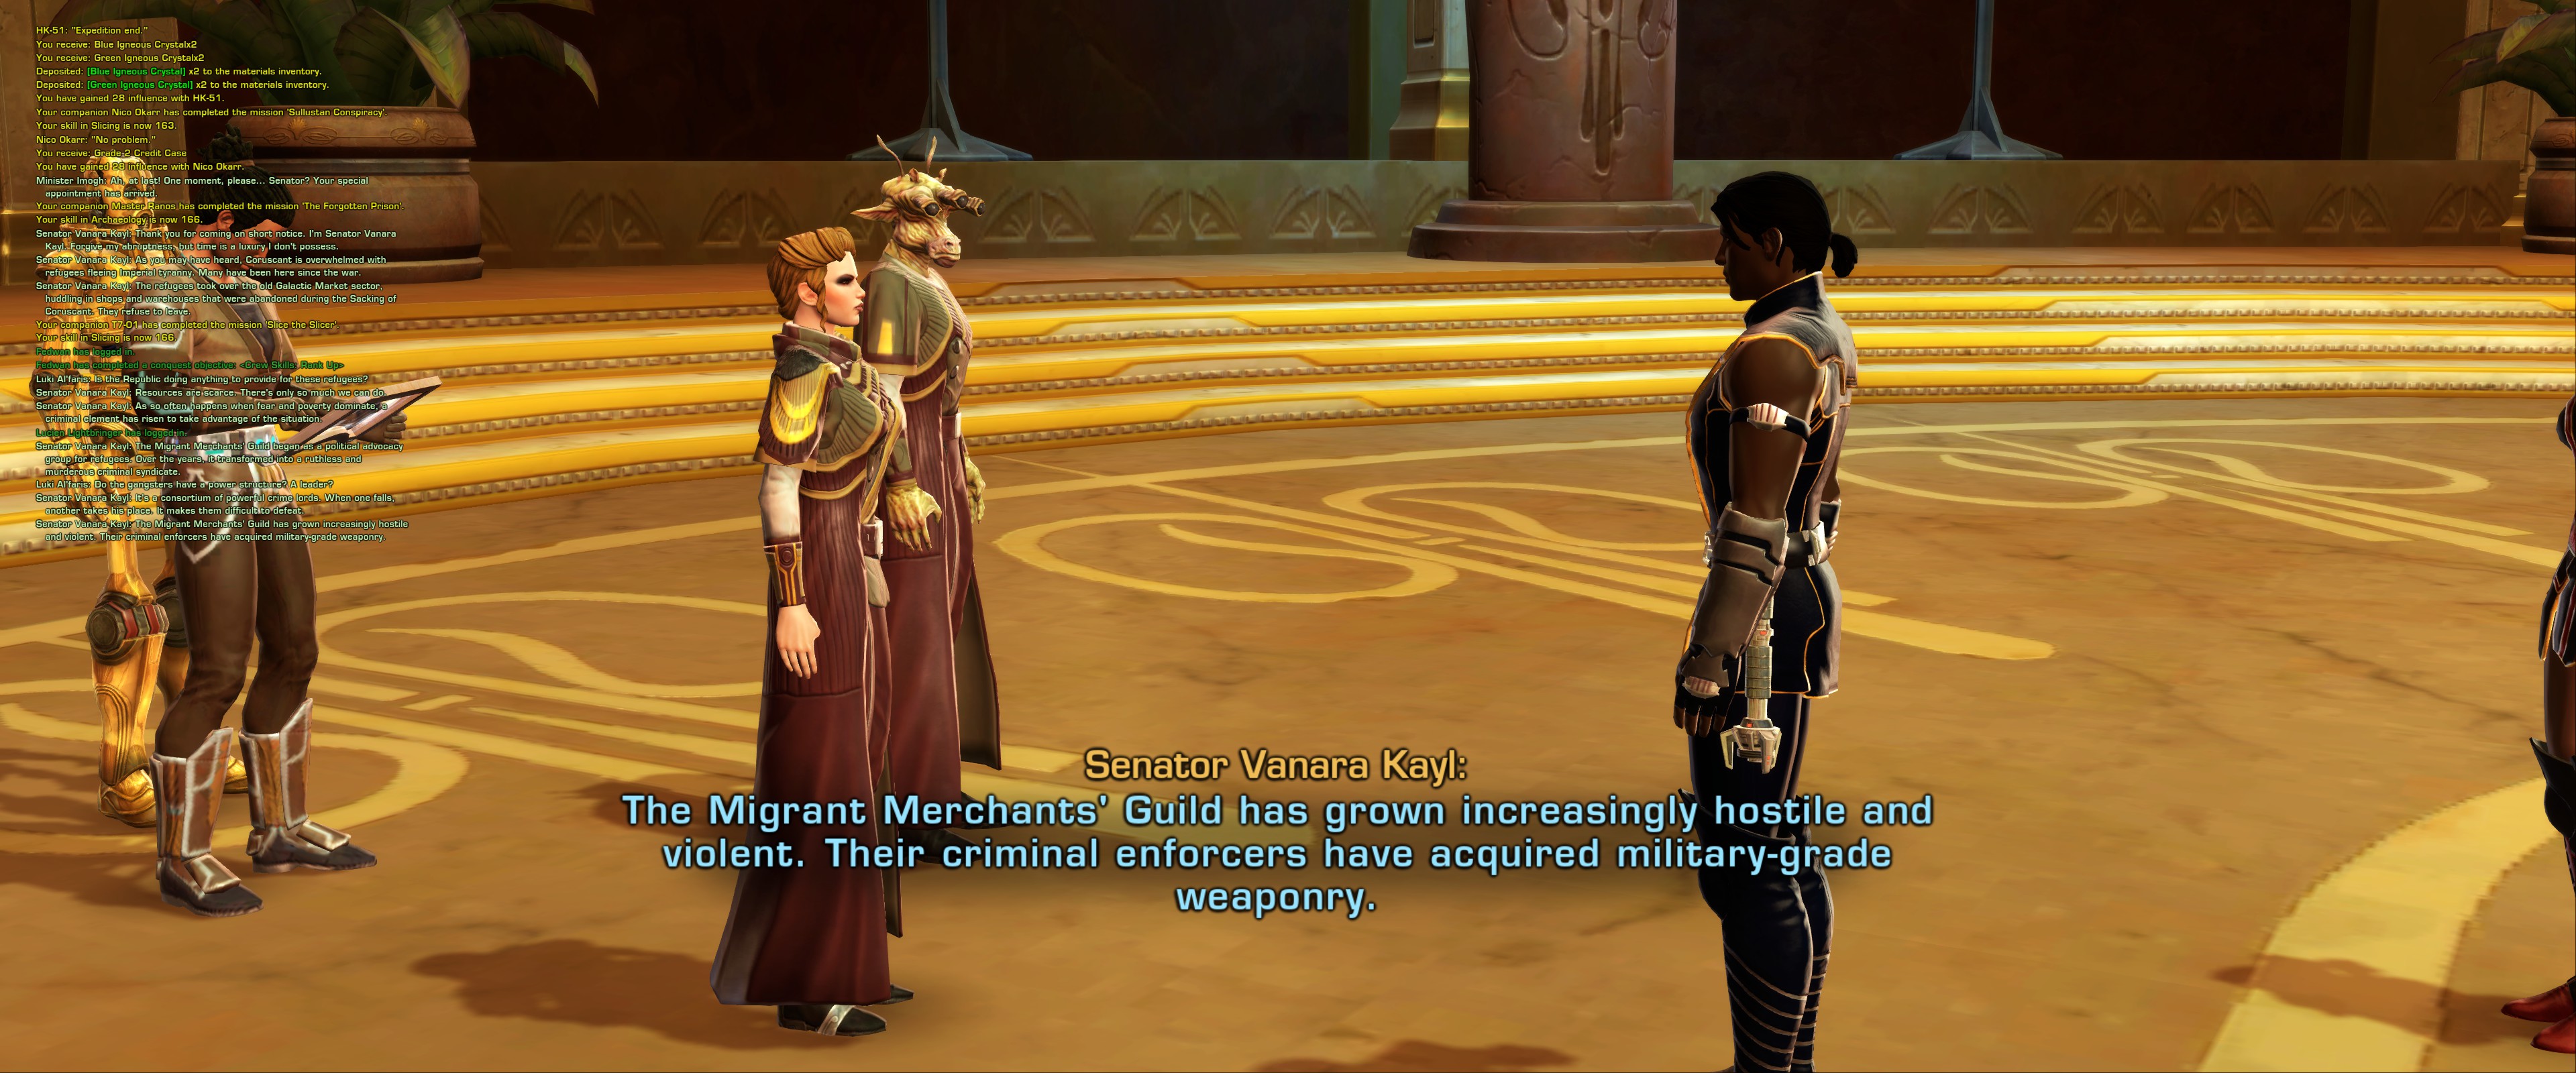 HK-51: "Expedition end."
You receive: Blue Igneous Crystalx2
You receive: Green Igneous Crystalx2
Deposited: [Blue Igneous Crystal] x2 to the materials inventory.
Deposited: [Green Igneous Crystal] x2 to the materials inventory.
You have gained 28 influence with HK-51.
Your companion Nico Okarr has completed the mission 'Sullustan Conspiracy'.
Your skill in Slicing is now 163.
Nico Okarr: "No problem."
You receive: Grade 2 Credit Case
You have gained 28 influence with Nico Okarr.
Minister Imogh: Ah, at last! One moment, please... Senator? Your special
appointment has arrived.
Your companion Master Ranos has completed the mission 'The Forgotten Prison'.
Your skill in Archaeology is now 166.
Senator Vanara Kayl: Thank you for coming on short notice. I'm Senator Vanara
Kayl. Forgive my abruptness, but time is a luxury I don't possess.
Senator Vanara Kayl: As you may have heard, Coruscant is overwhelmed with
refugees fleeing Imperial tyranny. Many have been here since the war.
Senator Vanara Kayl: The refugees took over the old Galactic Market sector,
huddling in shops and warehouses that were abandoned during the Sacking of
Coruscant. They refuse to leave.
Your companion T7-O1 has completed the mission 'Slice the Slicer'.
Your skill in Slicing is now 166.
Fedwan has logged in.
Fedwan has completed a conquest objective: <Crew Skills: Rank Up>
Luki Al'faris: Is the Republic doing anything to provide for these refugees?
Senator Vanara Kayl: Resources are scarce. There's only so much we can do.
Senator Vanara Kayl: As so often happens when fear and poverty dominate, a
criminal element has risen to take advantage of the situation.
Lucien Lightbringer has logged in.
Senator Vanara Kayl: The Migrant Merchants' Guild began as a political advocacy
group for refugees. Over the years, it transformed into a ruthless and
murderous criminal syndicate.
Luki Al'faris: Do the gangsters have a power structure? A leader?
Senator Vanara Kayl: It's a consortium of powerful crime lords. When one falls,
another takes his place. It makes them difficult to defeat.
Senator Vanara Kayl: The Migrant Merchants' Guild has grown increasingly hostile
and violent. Their criminal enforcers have acquired military-grade weaponry.
Senator Vanara Kayl:
The Migrant Merchants' Guild has grown increasingly hostile and
violent. Their criminal enforcers have acquired military-grade
weaponry.